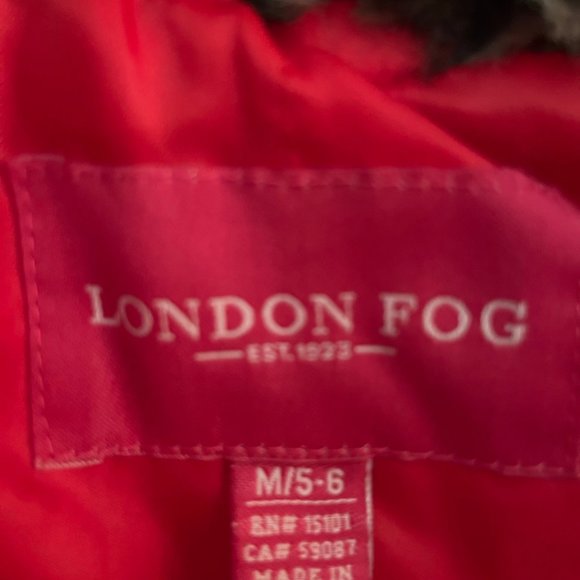 LONDON FOG
EST. 1923
M/5-6
RN# 15101
CA# 59087
MADE IN